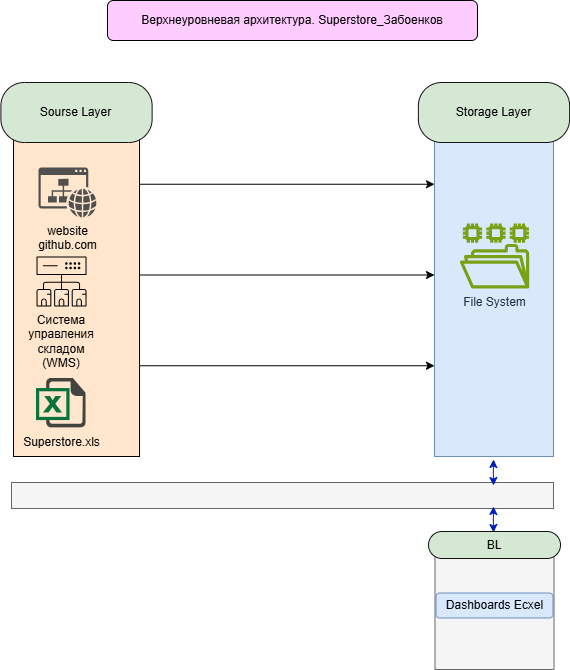 Верхнеуровневая архитектура. Superstore_Забоенков
Sourse Layer
Storage Layer
website
github.com
Система
управления
складом
(WMS)
Superstore.xls
File System
BL
Dashboards Ecxel